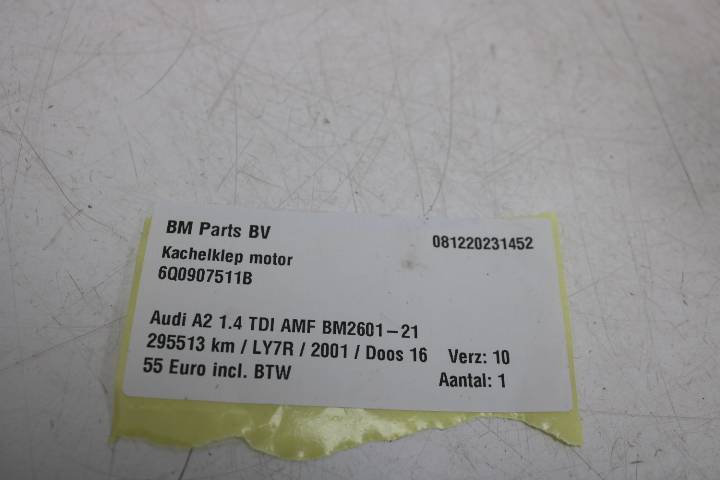 BM Parts BV 081220231452
Kachelklep motor
6Q0907511B
Audi A2 1.4 TDI AMF BM2601-21
295513 km / LY7R / 2001 / Doos 16 Verz: 10
55 Euro incl. BTW Aantal: 1